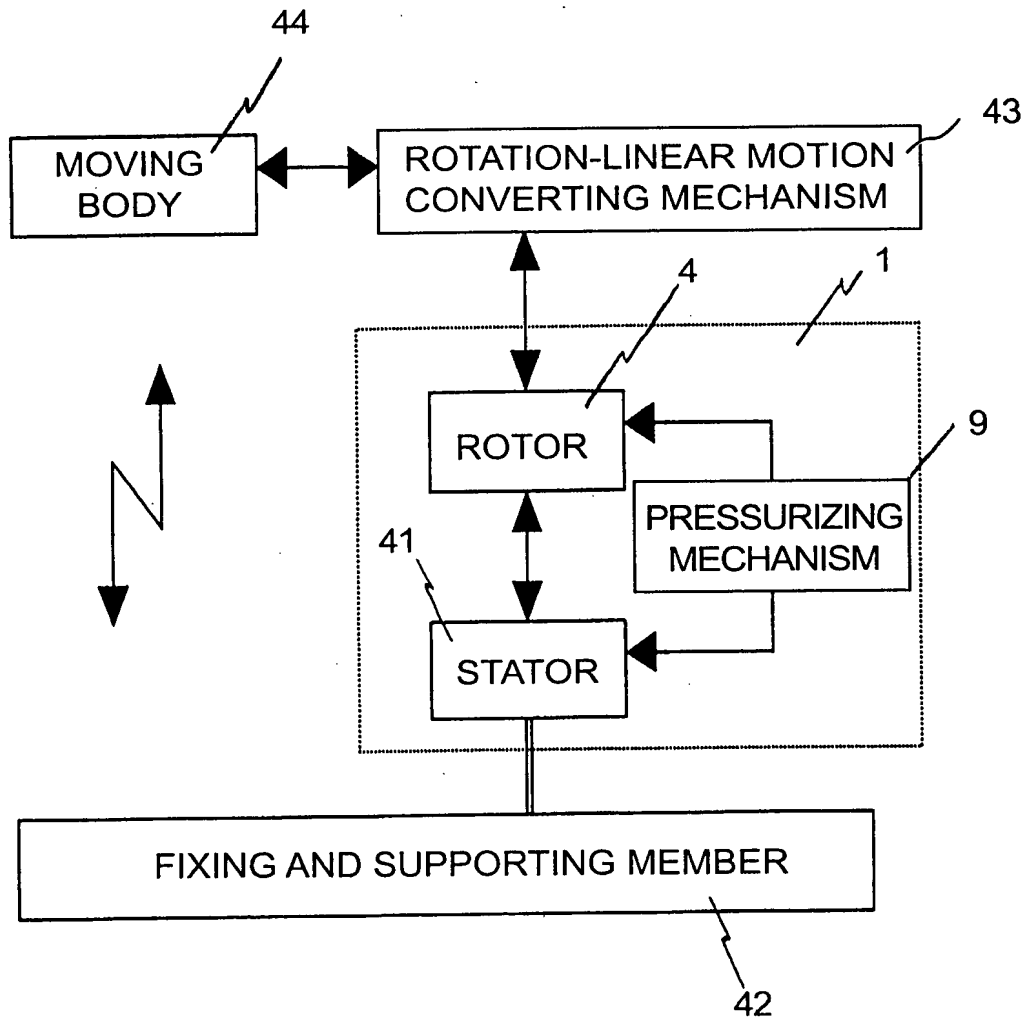 44
43
MOVING
BODY
ROTATION-LINEAR MOTION
CONVERTING MECHANISM
4
1
ROTOR
9
PRESSURIZING
MECHANISM
41
STATOR
FIXING AND SUPPORTING MEMBER
42